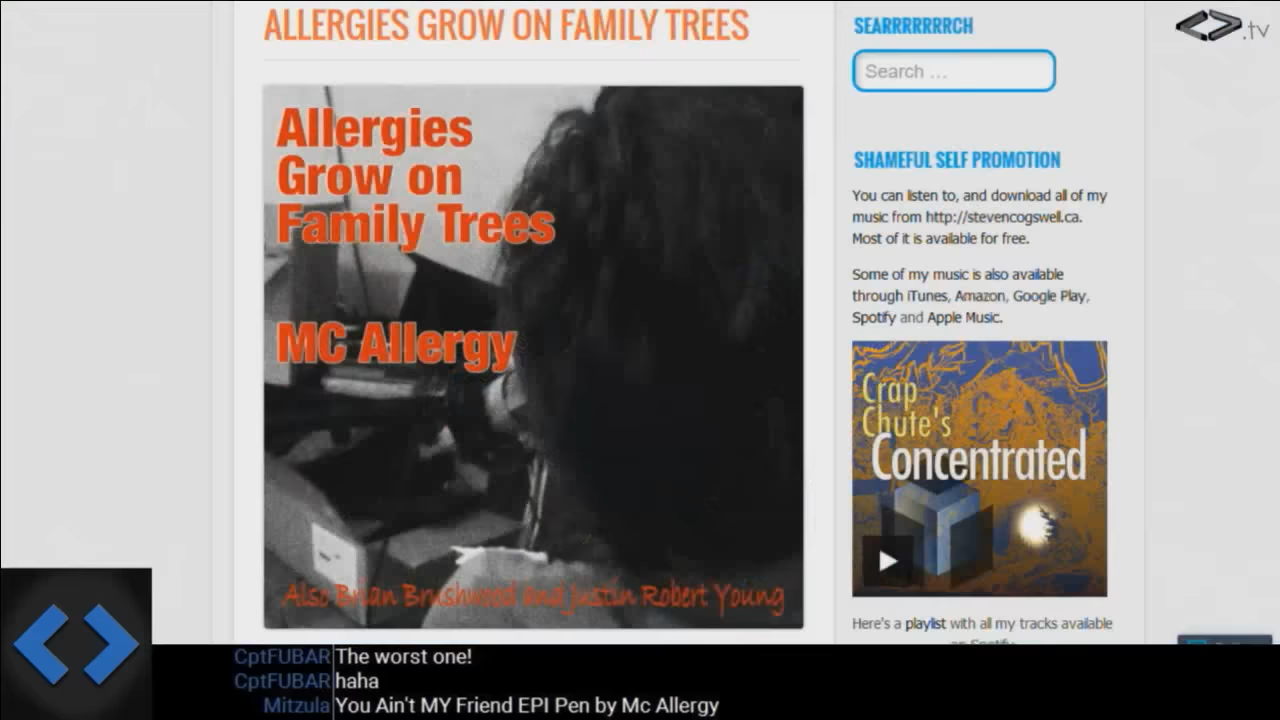 ALLERGIES GROW ON FAMILY TREES
SEARRRRRRRCH
.tv
Search ...
Allergies
Grow on
Family Trees
MC Allergy
Also Brian Brushwood and Justin Robert Young
SHAMEFUL SELF PROMOTION
You can listen to, and download all of my
music from http://stevencogswell.ca.
Most of it is available for free.
Some of my music is also available
through iTunes, Amazon, Google Play,
Spotify and Apple Music.
Crap
Chute's
Concentrated
Here's a playlist with all my tracks available
on Spotify
CptFUBAR The worst one!
CptFUBAR haha
Mitzula You Ain't MY Friend EPI Pen by Mc Allergy